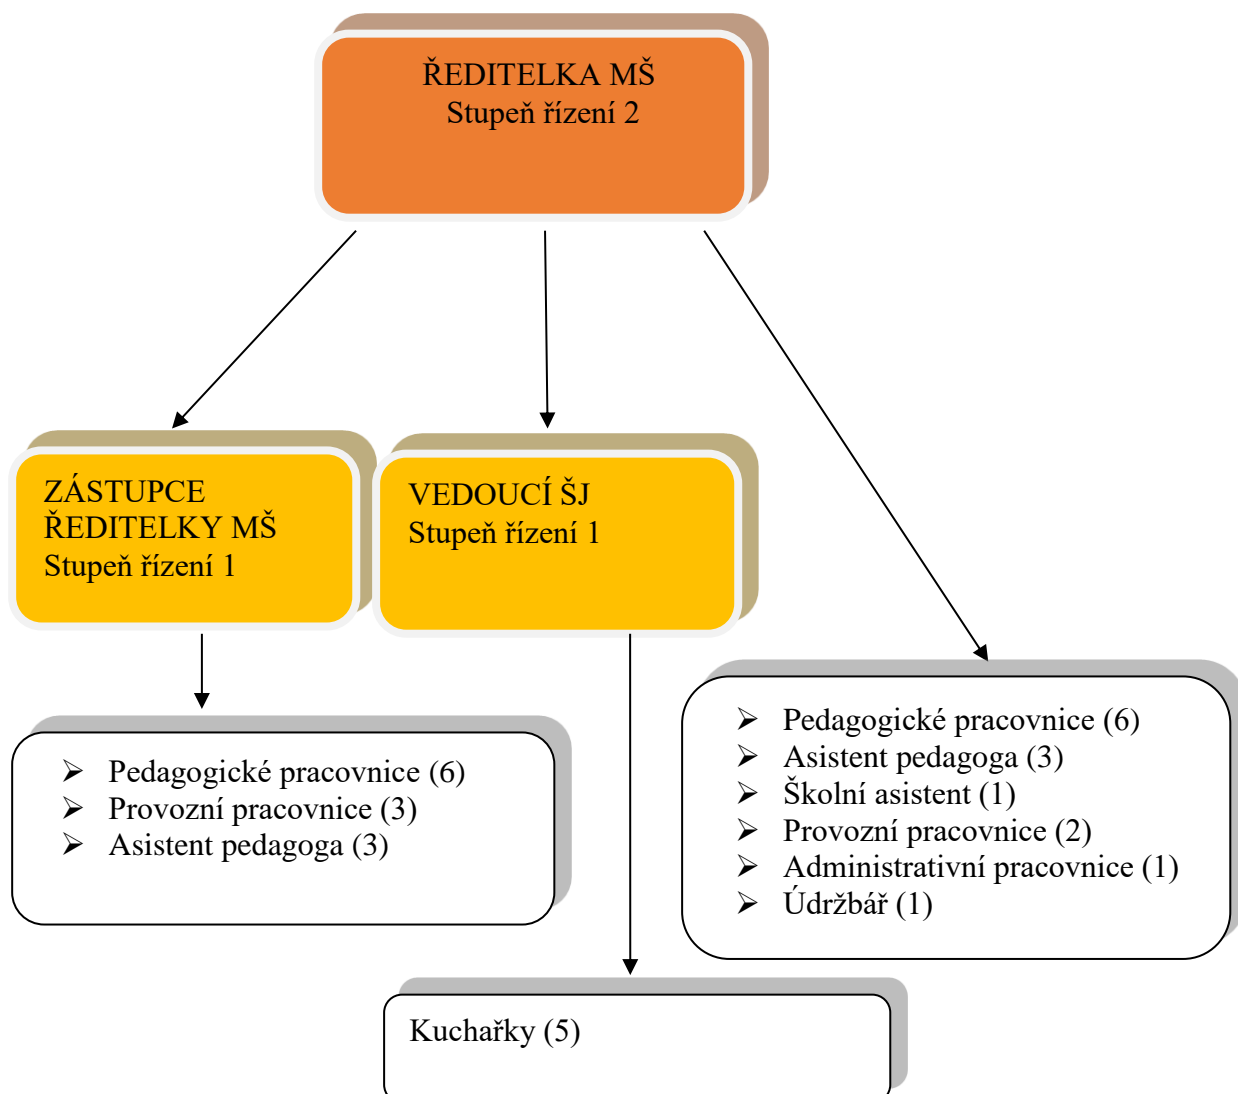 ŘEDITELKA MŠ
Stupeň řízení 2
ZÁSTUPCE
ŘEDITELKY MŠ
Stupeň řízení 1
VEDOUCÍ ŠJ
Stupeň řízení 1
Pedagogické pracovnice (6)
Provozní pracovnice (3)
Asistent pedagoga (3)
Pedagogické pracovnice (6)
Asistent pedagoga (3)
Školní asistent (1)
Provozní pracovnice (2)
Administrativní pracovnice (1)
Údržbář (1)
Kuchařky (5)